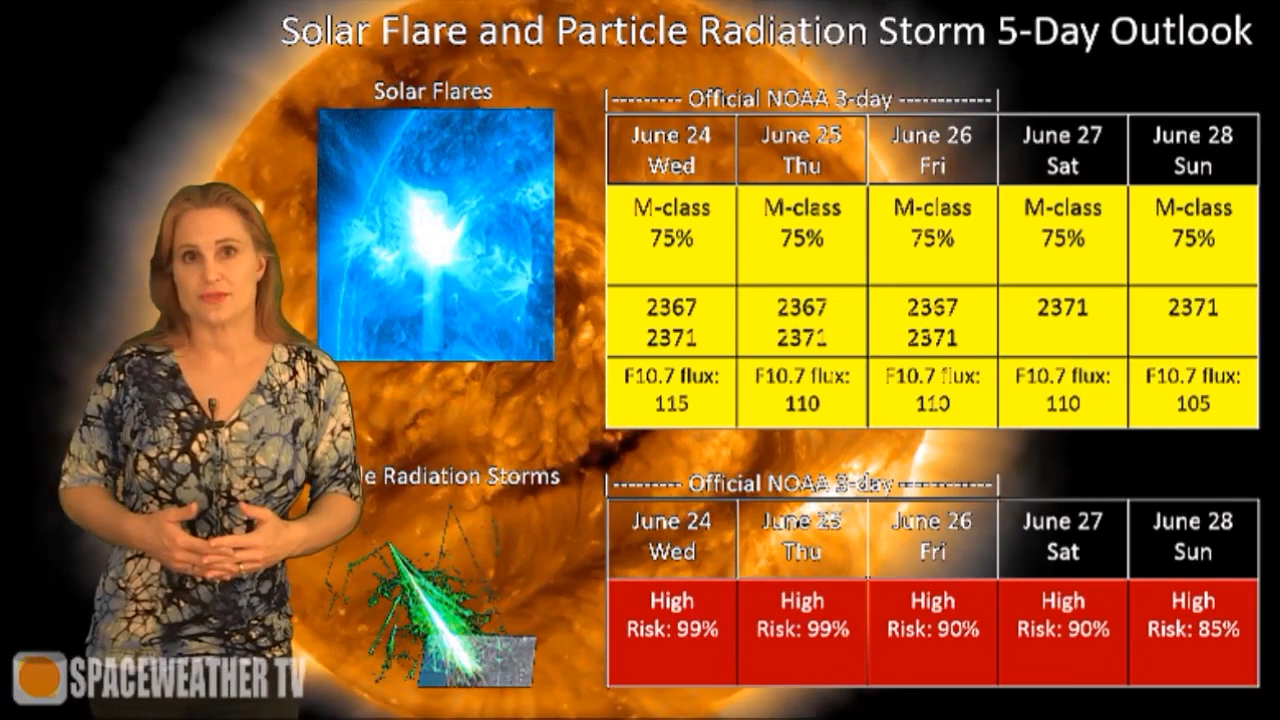 Solar Flare and Particle Radiation Storm 5-Day Outlook
Solar Flares
|--------- Official NOAA 3-day ------------|
June 24 June 25 June 26 June 27 June 28
Wed Thu Fri Sat Sun
M-class M-class M-class M-class M-class
75% 75% 75% 75% 75%
2367 2367 2367 2371 2371
2371 2371 2371
F10.7 flux: F10.7 flux: F10.7 flux: F10.7 flux: F10.7 flux:
115 110 110 110 105
e Radiation Storms
|--------- Official NOAA 3-day ------------|
June 24 June 25 June 26 June 27 June 28
Wed Thu Fri Sat Sun
High High High High High
Risk: 99% Risk: 99% Risk: 90% Risk: 90% Risk: 85%
SPACEWEATHER TV